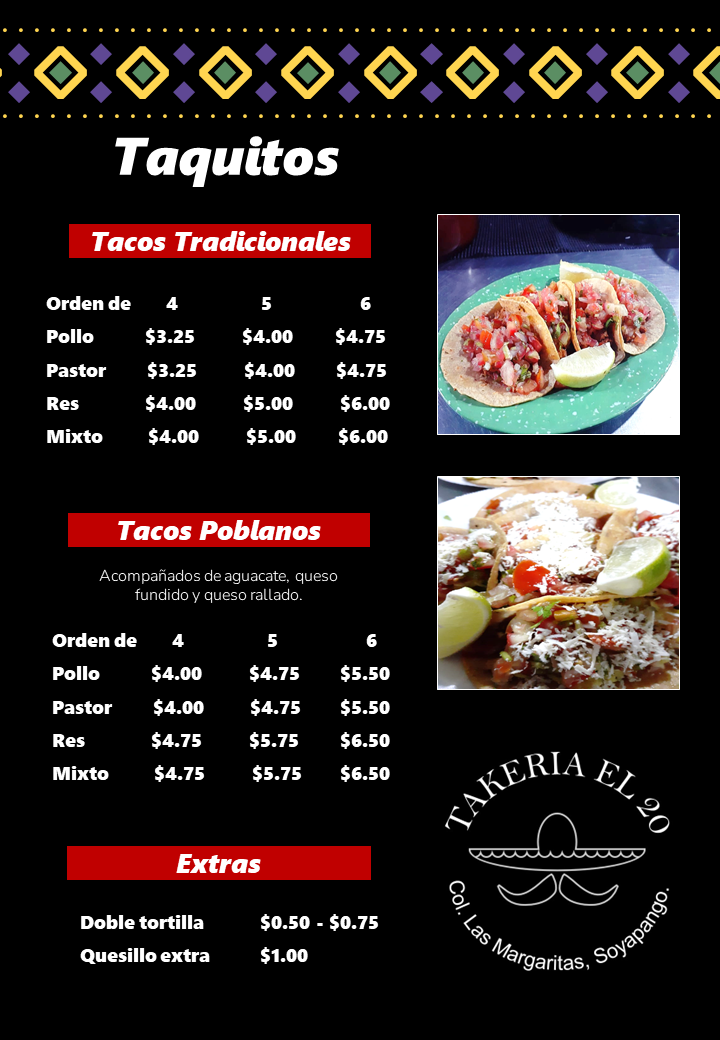 Taquitos
Tacos Tradicionales
Orden de 4 5 6
Pollo $3.25 $4.00 $4.75
Pastor $3.25 $4.00 $4.75
Res $4.00 $5.00 $6.00
Mixto $4.00 $5.00 $6.00
Tacos Poblanos
Acompañados de aguacate, queso
fundido y queso rallado.
Orden de 4 5 6
Pollo $4.00 $4.75 $5.50
Pastor $4.00 $4.75 $5.50
Res $4.75 $5.75 $6.50
Mixto $4.75 $5.75 $6.50
Extras
Doble tortilla $0.50 - $0.75
Quesillo extra $1.00
TAKERIA EL 20
Col. Las Margaritas, Soyapango.